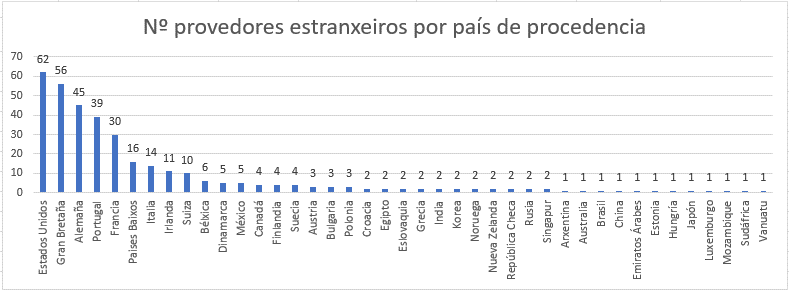 Nº provedores estranxeiros por país de procedencia
70
60
50
40
30
20
10
0
62
56
45
39
30
16
14
11
10
6
5
5
4
4
4
3
3
3
2
2
2
2
2
2
2
2
2
2
2
1
1
1
1
1
1
1
1
1
1
1
1
Estados Unidos
Gran Bretaña
Alemaña
Portugal
Francia
Paises Baixos
Italia
Irlanda
Suiza
Béxica
Dinamarca
México
Canadá
Finlandia
Suecia
Austria
Bulgaria
Polonia
Croacia
Egipto
Eslovaquia
Grecia
India
Korea
Noruega
Nueva Zelanda
República Checa
Rusia
Singapur
Arxentina
Australia
Brasil
China
Emiratos Árabes
Estonia
Hungría
Japón
Luxemburgo
Mozambique
Sudáfrica
Vanuatu